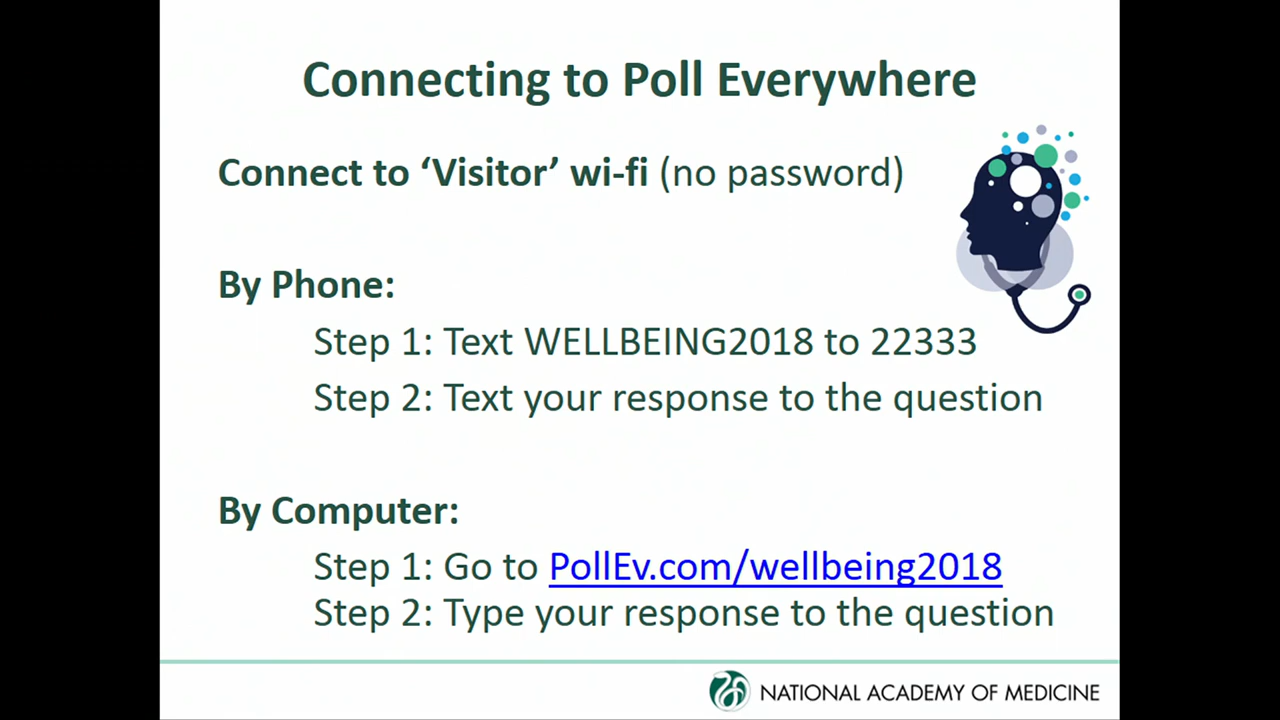 Connecting to Poll Everywhere
Connect to ‘Visitor’ wi-fi (no password)
By Phone:
Step 1: Text WELLBEING2018 to 22333
Step 2: Text your response to the question
By Computer:
Step 1: Go to PollEv.com/wellbeing2018
Step 2: Type your response to the question
NATIONAL ACADEMY OF MEDICINE